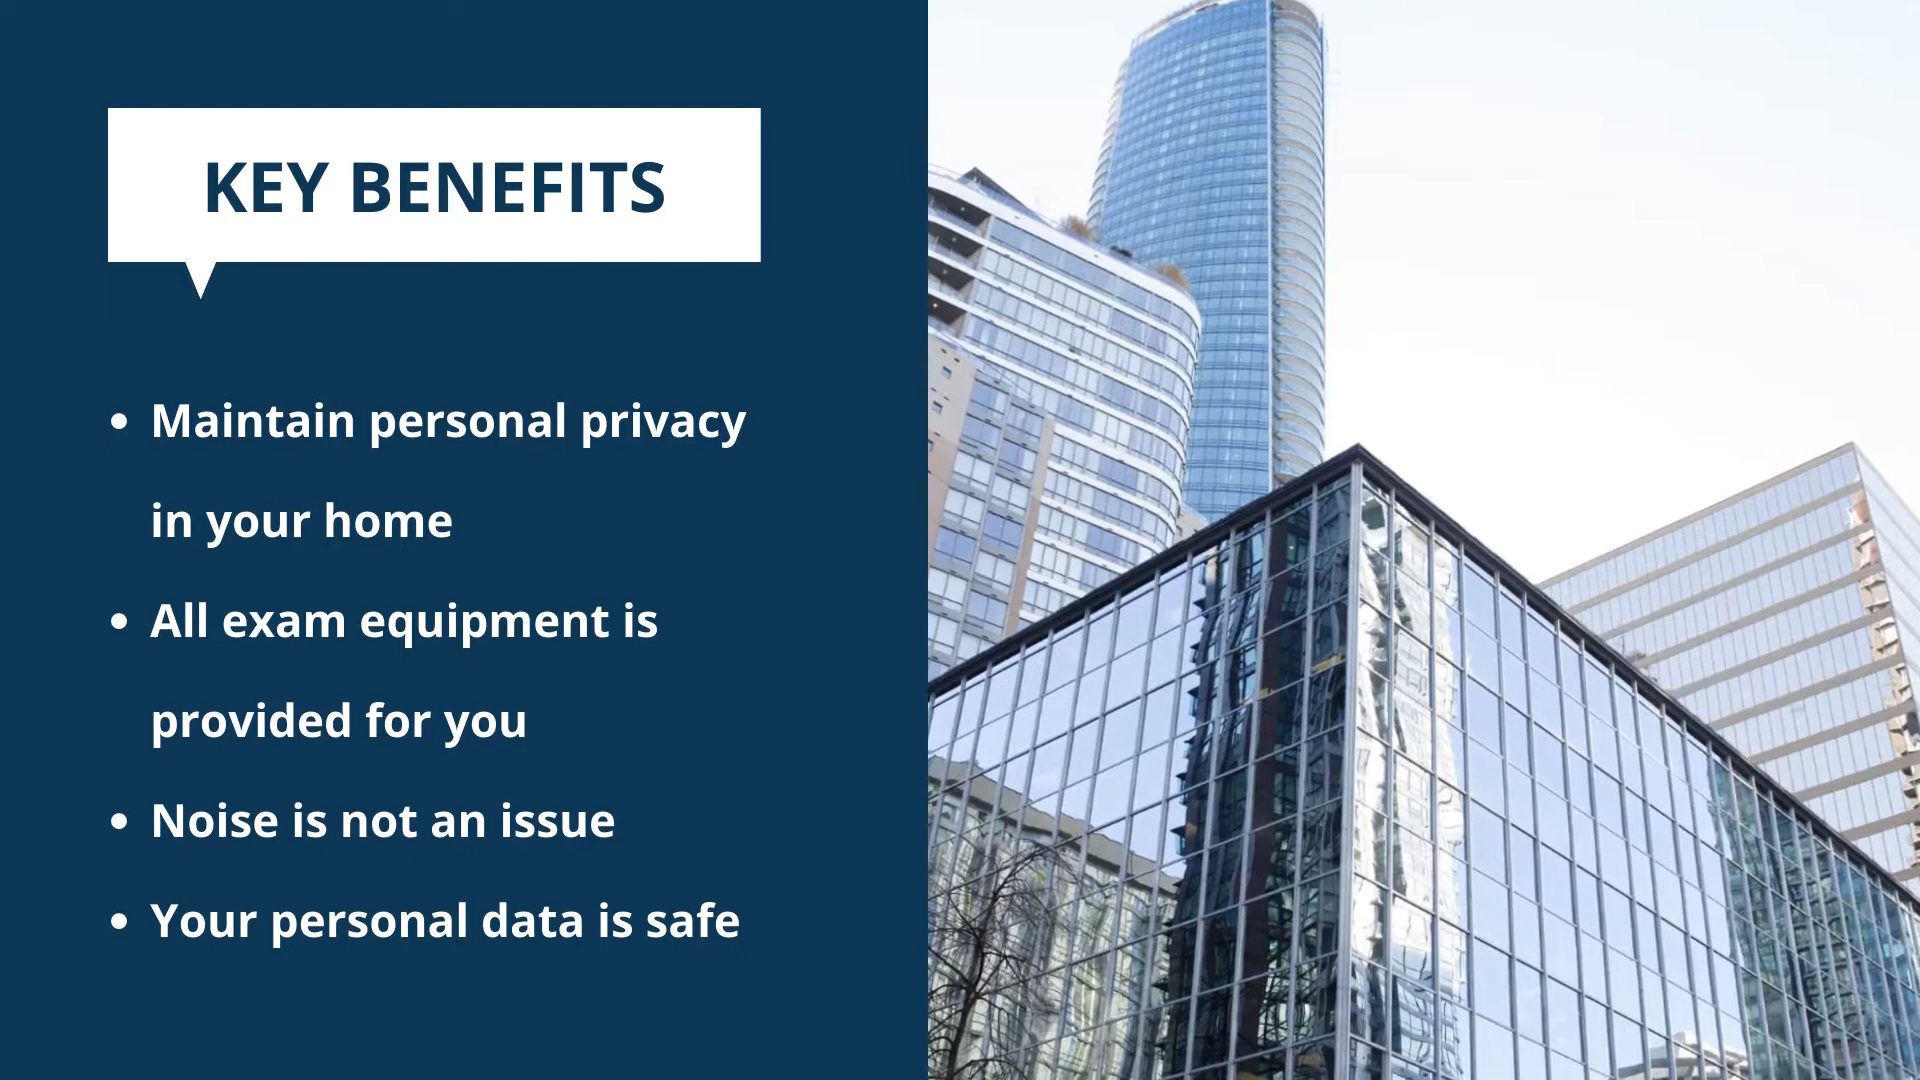 KEY BENEFITS
• Maintain personal privacy
in your home
• All exam equipment is
provided for you
• Noise is not an issue
• Your personal data is safe